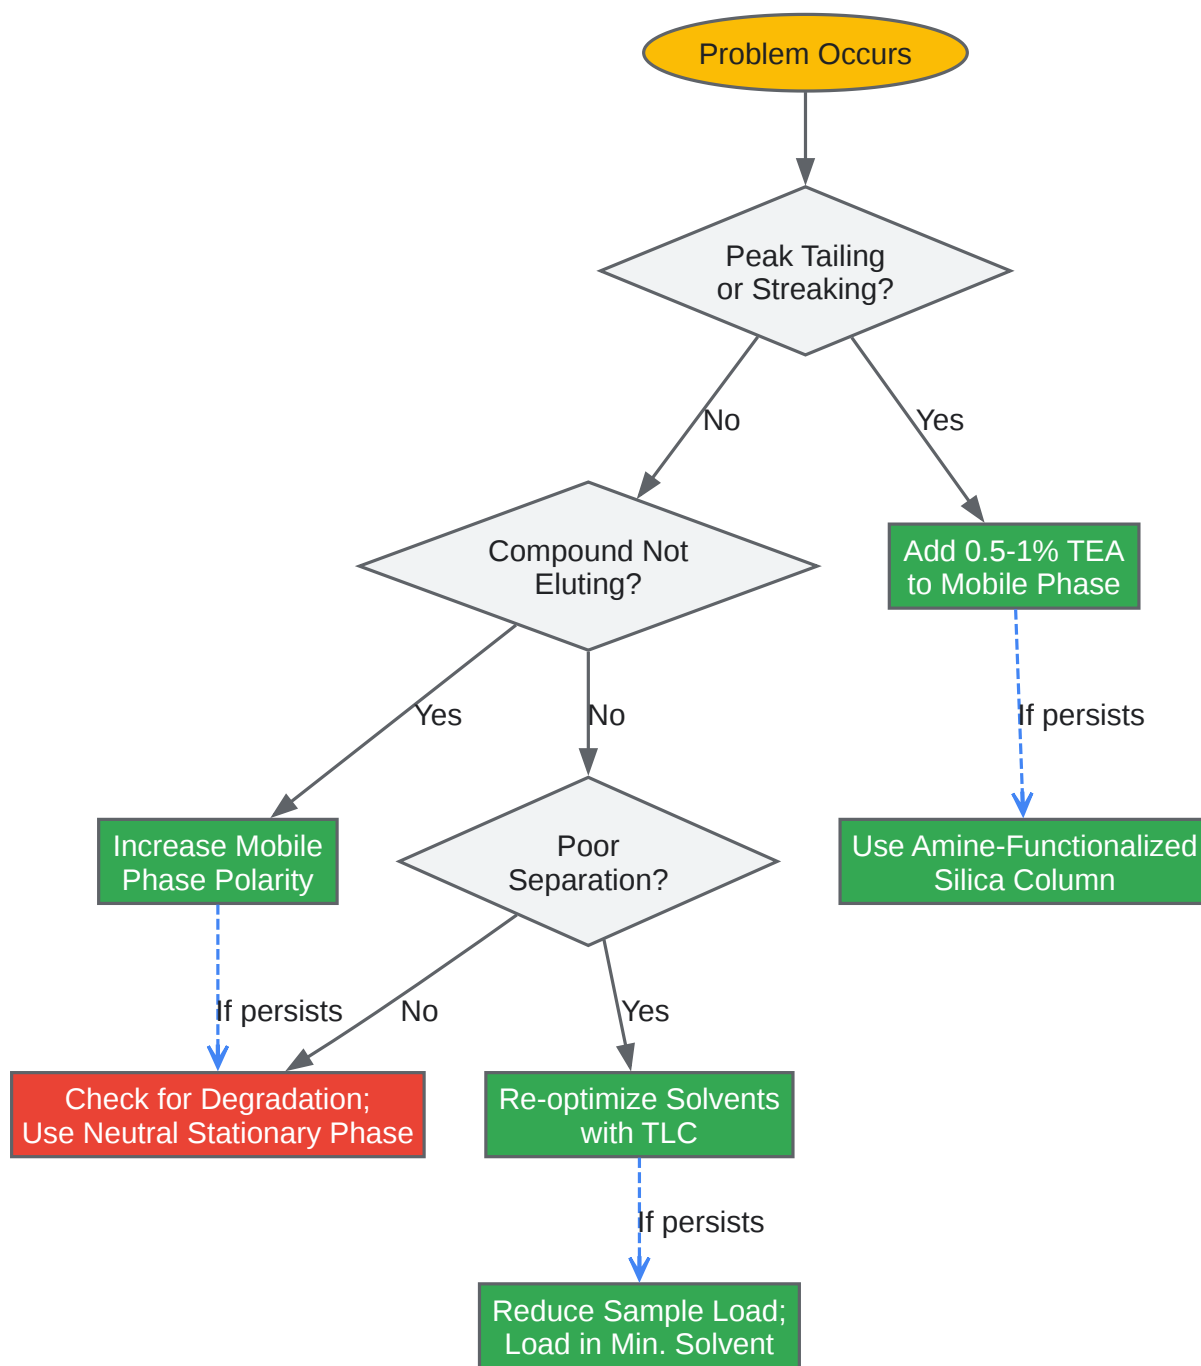 Problem Occurs
Peak Tailing
or Streaking?
No
Yes
Compound Not
Eluting?
Add 0.5-1% TEA
to Mobile Phase
Yes
No
If persists
Increase Mobile
Phase Polarity
Poor
Separation?
Use Amine-Functionalized
Silica Column
If persists
No
Yes
Check for Degradation;
Use Neutral Stationary Phase
Re-optimize Solvents
with TLC
If persists
Reduce Sample Load;
Load in Min. Solvent